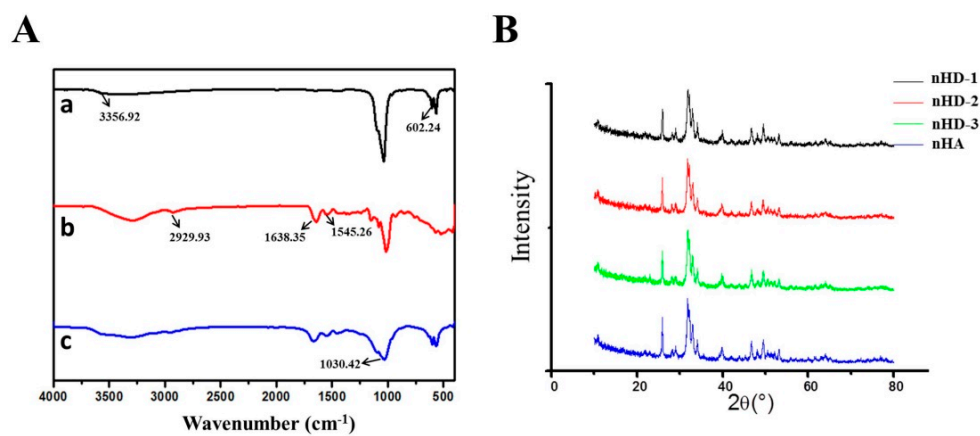 A
a
3356.92
602.24
b
2929.93
1638.35
1545.26
c
1030.42
4000
3500
3000
2500
2000
1500
1000
500
Wavenumber (cm-1)
B
nHD-1
nHD-2
nHD-3
nHA
Intensity
0
20
40
60
80
2θ(°)